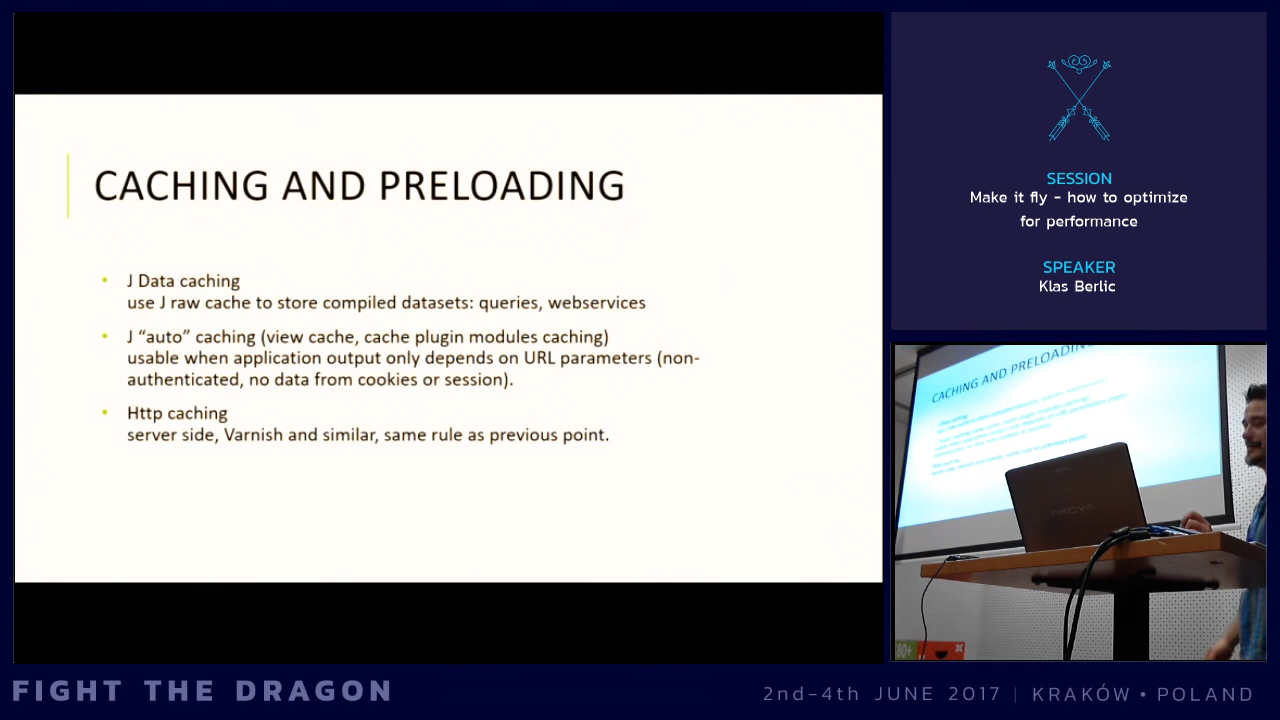 CACHING AND PRELOADING
• J Data caching
use J raw cache to store compiled datasets: queries, webservices
• J “auto” caching (view cache, cache plugin modules caching)
usable when application output only depends on URL parameters (non-
authenticated, no data from cookies or session).
• Http caching
server side, Varnish and similar, same rule as previous point.
SESSION
Make it fly - how to optimize
for performance
SPEAKER
Klas Berlic
CACHING AND PRELOADING
80+
FIGHT THE DRAGON
2nd-4th JUNE 2017 | KRAKÓW • POLAND